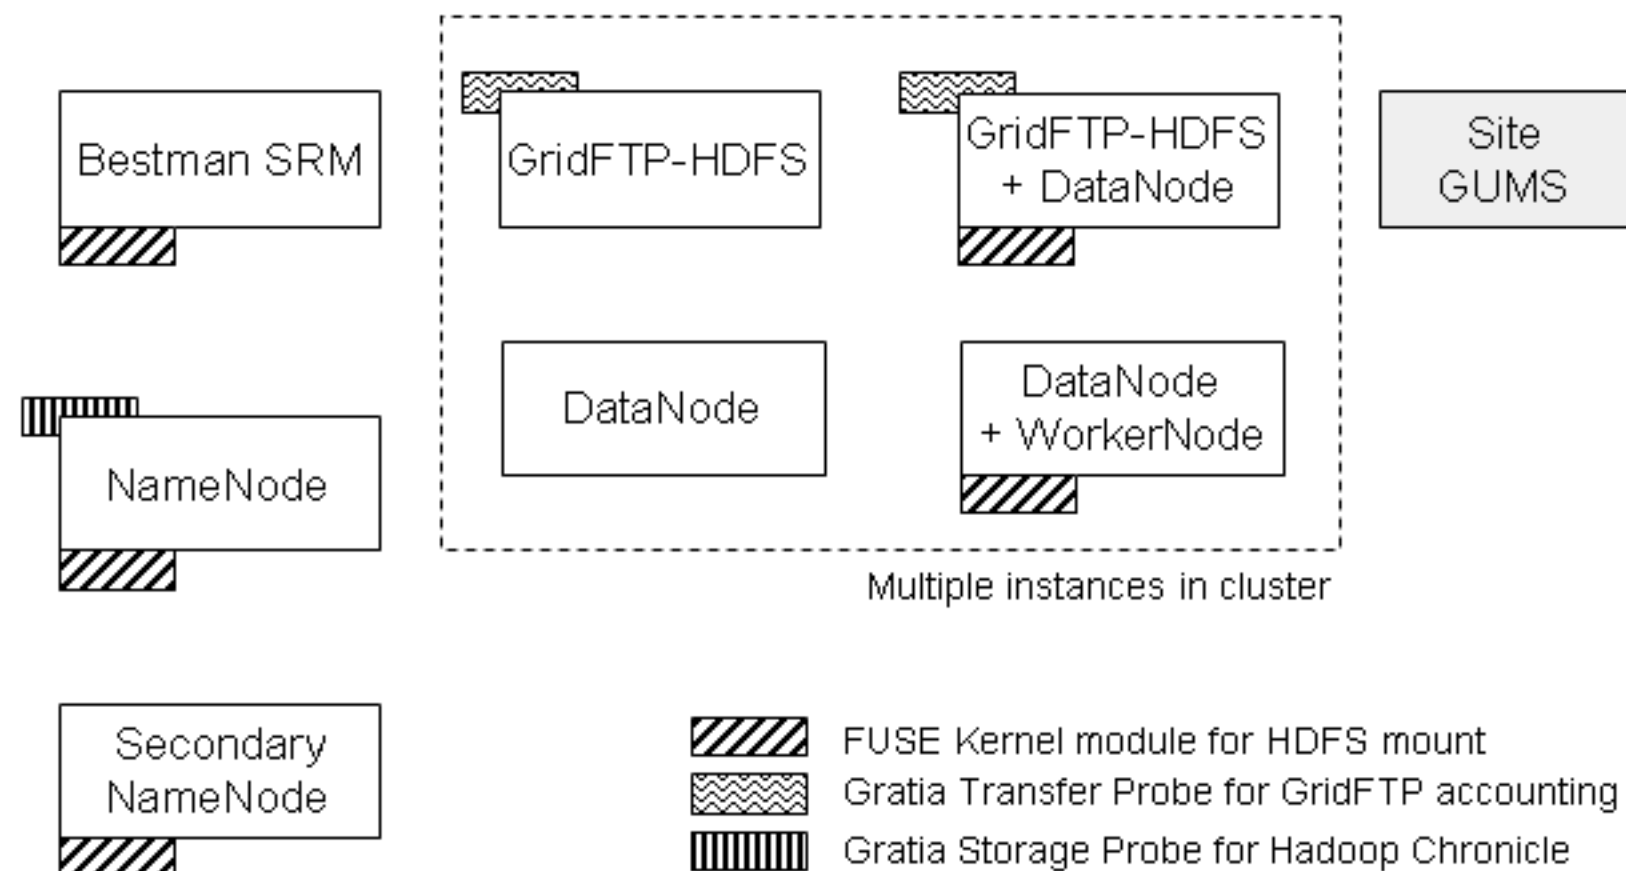 Bestman SRM
GridFTP-HDFS
GridFTP-HDFS
+ DataNode
Site
GUMS
NameNode
DataNode
DataNode
+ WorkerNode
Multiple instances in cluster
Secondary
NameNode
FUSE Kernel module for HDFS mount
Gratia Transfer Probe for GridFTP accounting
Gratia Storage Probe for Hadoop Chronicle